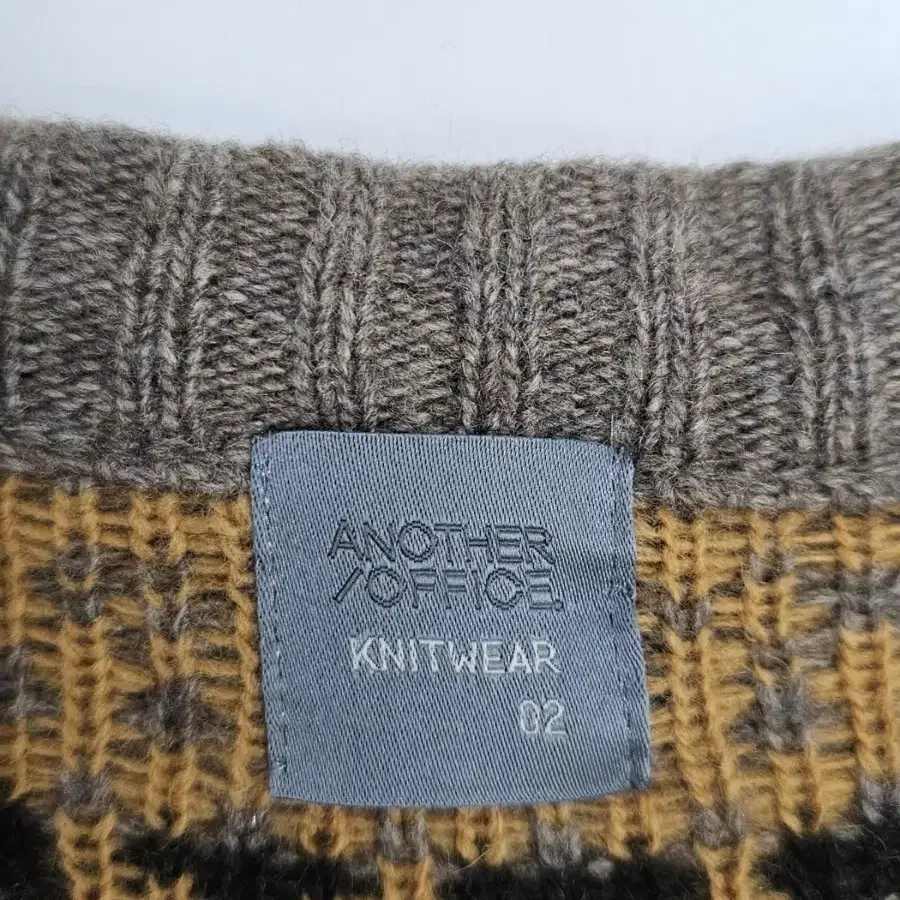 ANOTHER
/OFFICE.
KNITWEAR
02